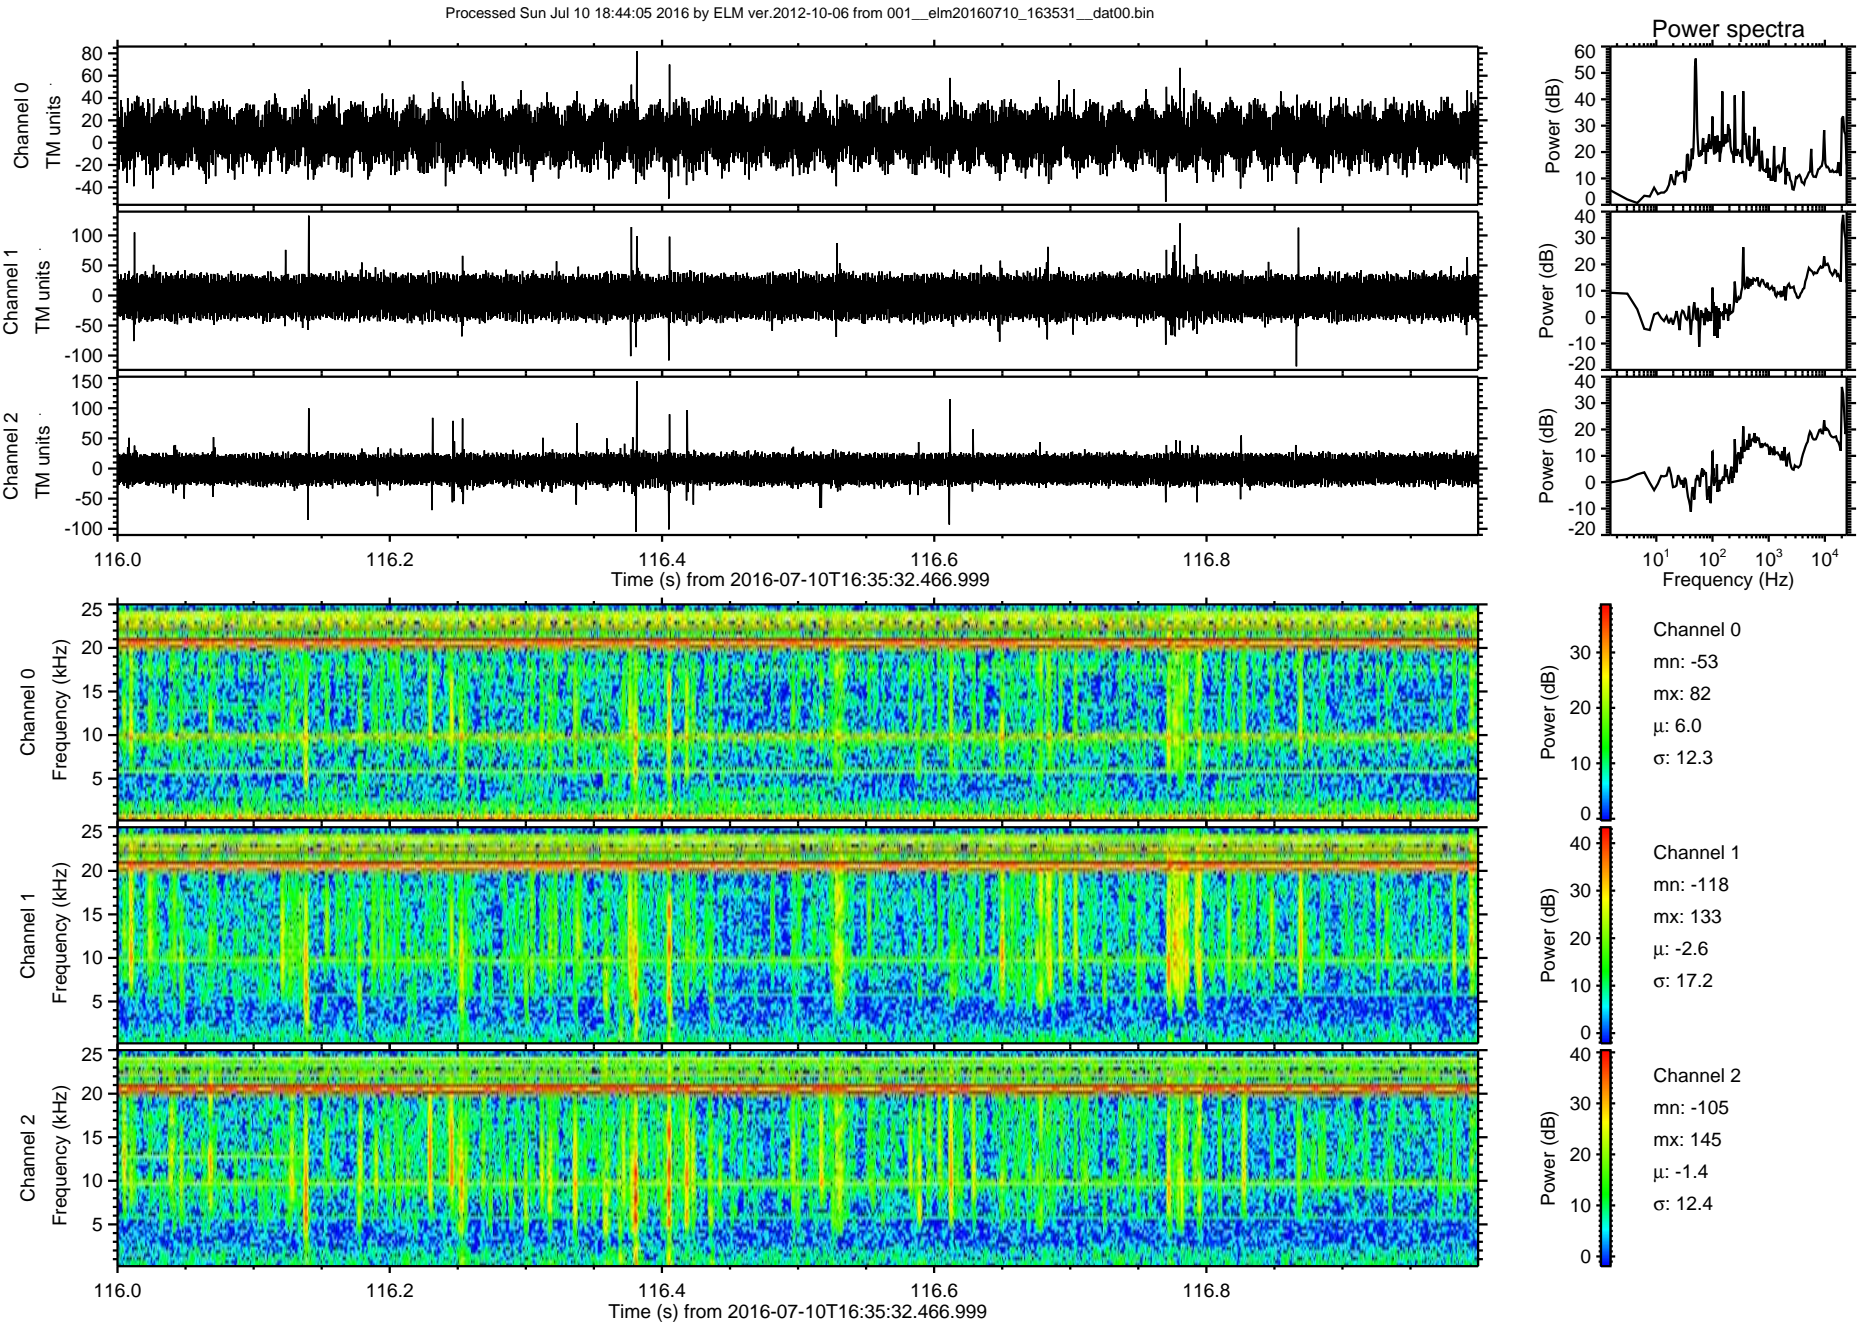 Processed Sun Jul 10 18:44:05 2016 by ELM ver.2012-10-06 from 001__elm20160710_163531__dat00.bin
Power spectra
Channel 0
TM units
80
60
40
20
0
-20
-40
Power (dB)
60
50
40
30
20
10
0
Channel 1
TM units
100
50
0
-50
-100
Power (dB)
40
30
20
10
0
-10
-20
Channel 2
TM units
150
100
50
0
-50
-100
Power (dB)
40
30
20
10
0
-10
-20
116.0 116.2 116.4 116.6 116.8
Time (s) from 2016-07-10T16:35:32.466.999
10^1 10^2 10^3 10^4
Frequency (Hz)
Channel 0
Frequency (kHz)
25
20
15
10
5
Power (dB)
30
20
10
0
Channel 0
mn: -53
mx: 82
μ: 6.0
σ: 12.3
Channel 1
Frequency (kHz)
25
20
15
10
5
Power (dB)
40
30
20
10
0
Channel 1
mn: -118
mx: 133
μ: -2.6
σ: 17.2
Channel 2
Frequency (kHz)
25
20
15
10
5
Power (dB)
40
30
20
10
0
Channel 2
mn: -105
mx: 145
μ: -1.4
σ: 12.4
116.0 116.2 116.4 116.6 116.8
Time (s) from 2016-07-10T16:35:32.466.999